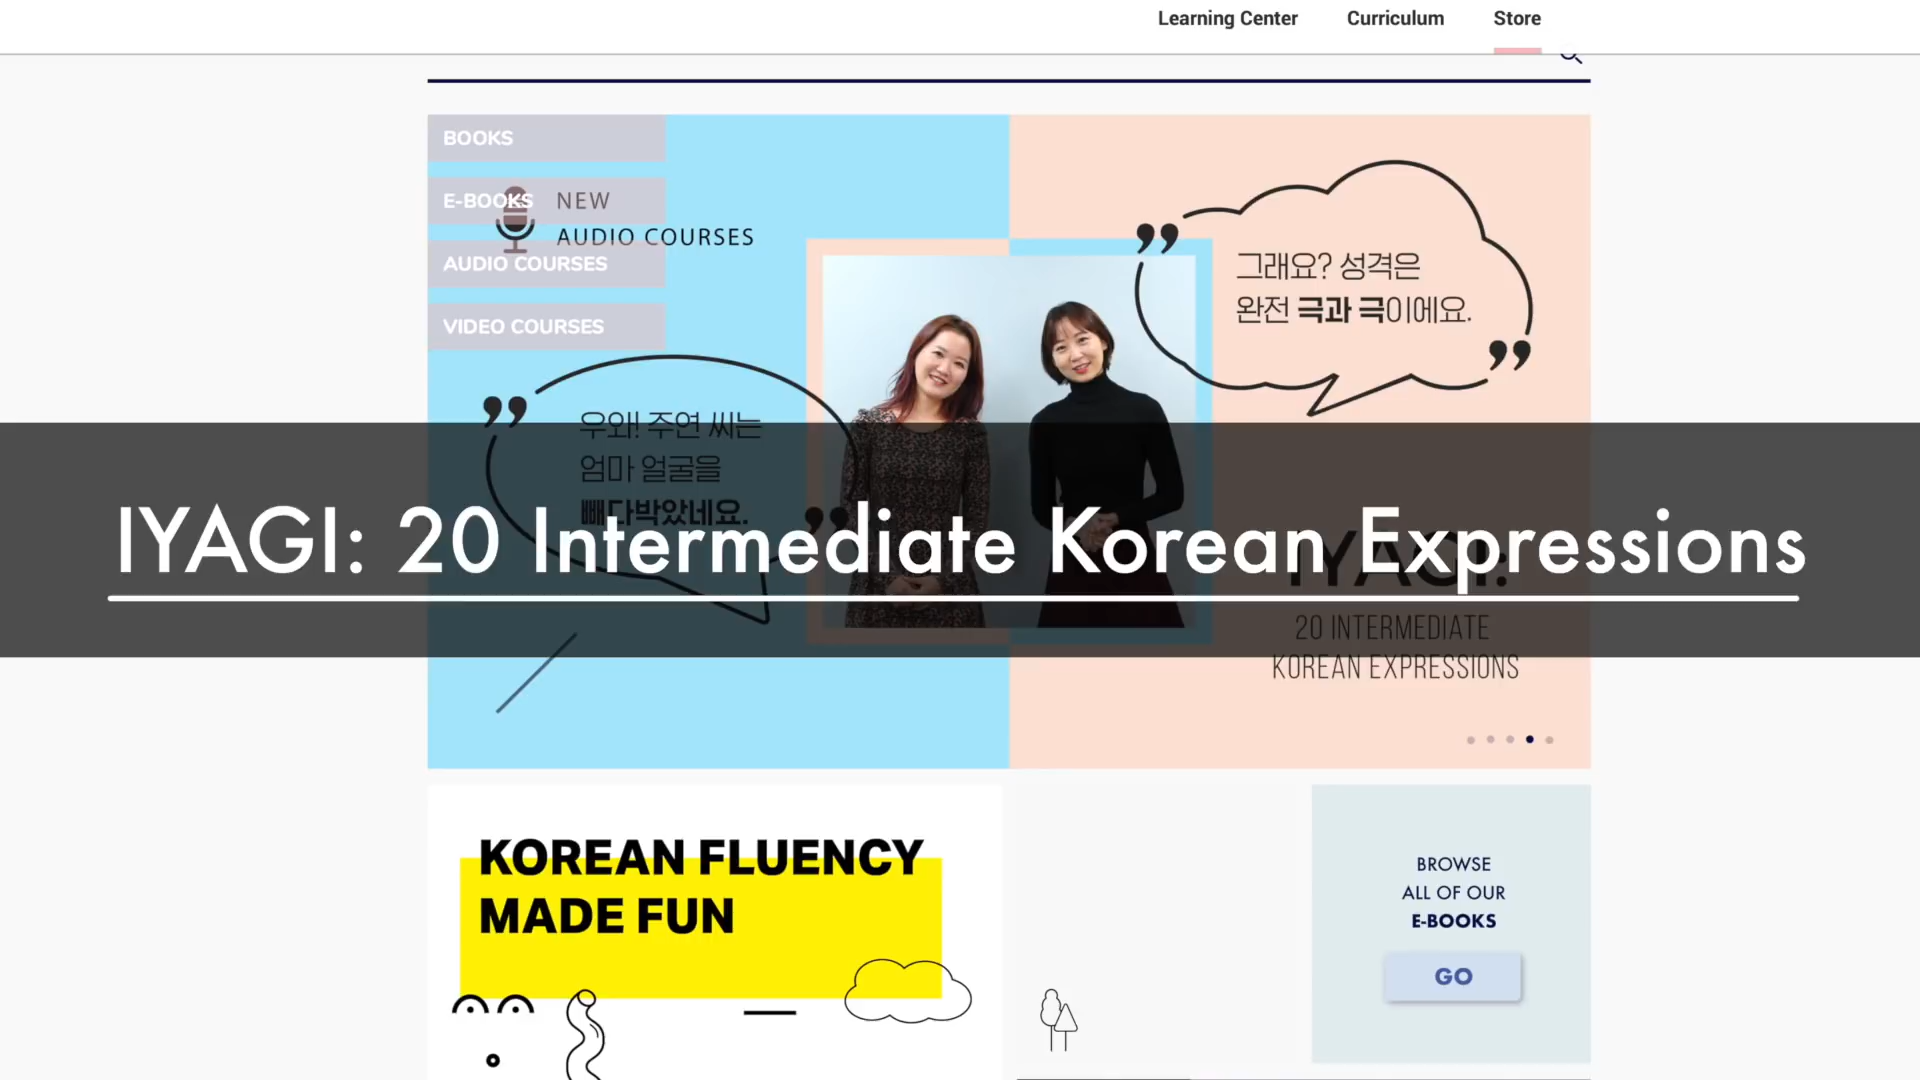 Learning Center
Curriculum
Store
BOOKS
E-BOOKS
AUDIO COURSES
VIDEO COURSES
NEW
AUDIO COURSES
그래요? 성격은
완전 극과 극이에요.
우와! 주연 씨는
엄마 얼굴을
빼다박았네요.
IYAGI: 20 Intermediate Korean Expressions
IYAGI:
20 INTERMEDIATE
KOREAN EXPRESSIONS
KOREAN FLUENCY
MADE FUN
BROWSE
ALL OF OUR
E-BOOKS
GO